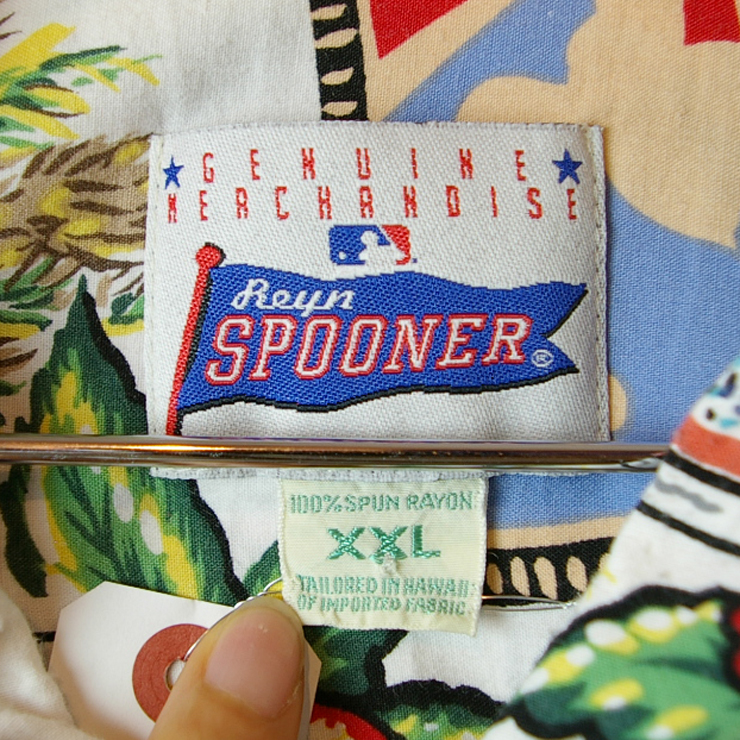 GENUINE
MERCHANDISE
Reyn
SPOONER®
100% SPUN RAYON
XXL
TAILORED IN HAWAII
OF IMPORTED FABRIC